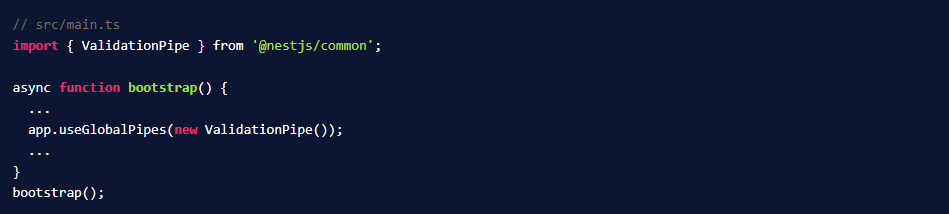 // src/main.ts
import { ValidationPipe } from '@nestjs/common';
async function bootstrap() {
  ...
  app.useGlobalPipes(new ValidationPipe());
  ...
}
bootstrap();